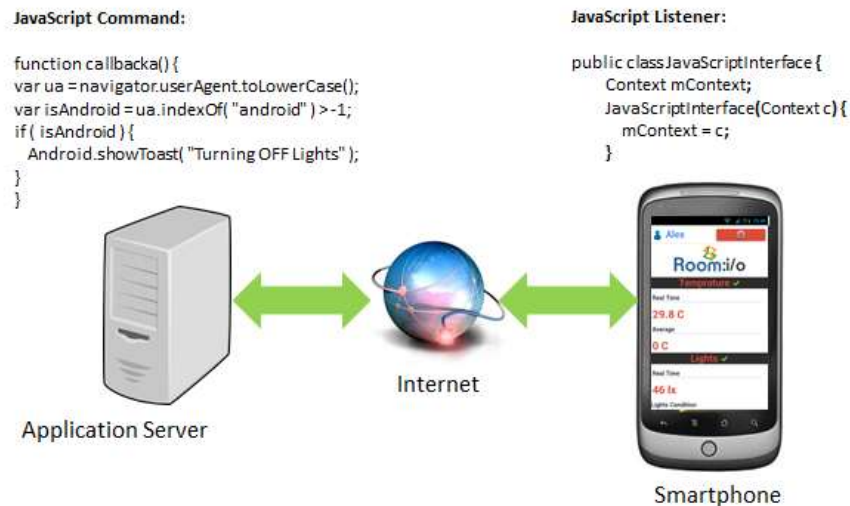 JavaScript Command:
function callbacka() {
var ua = navigator.userAgent.toLowerCase();
var isAndroid = ua.indexOf( "android" ) >-1;
if ( isAndroid ) {
Android.showToast( "Turning OFF Lights" );
}
}
JavaScript Listener:
public class JavaScriptInterface {
Context mContext;
JavaScriptInterface(Context c) {
mContext = c;
}
Alex
Room:i/o
Temprature
Real Time
29.8 C
Average
0 C
Lights
Real Time
46 lx
Lights Condition
Internet
Application Server
Smartphone